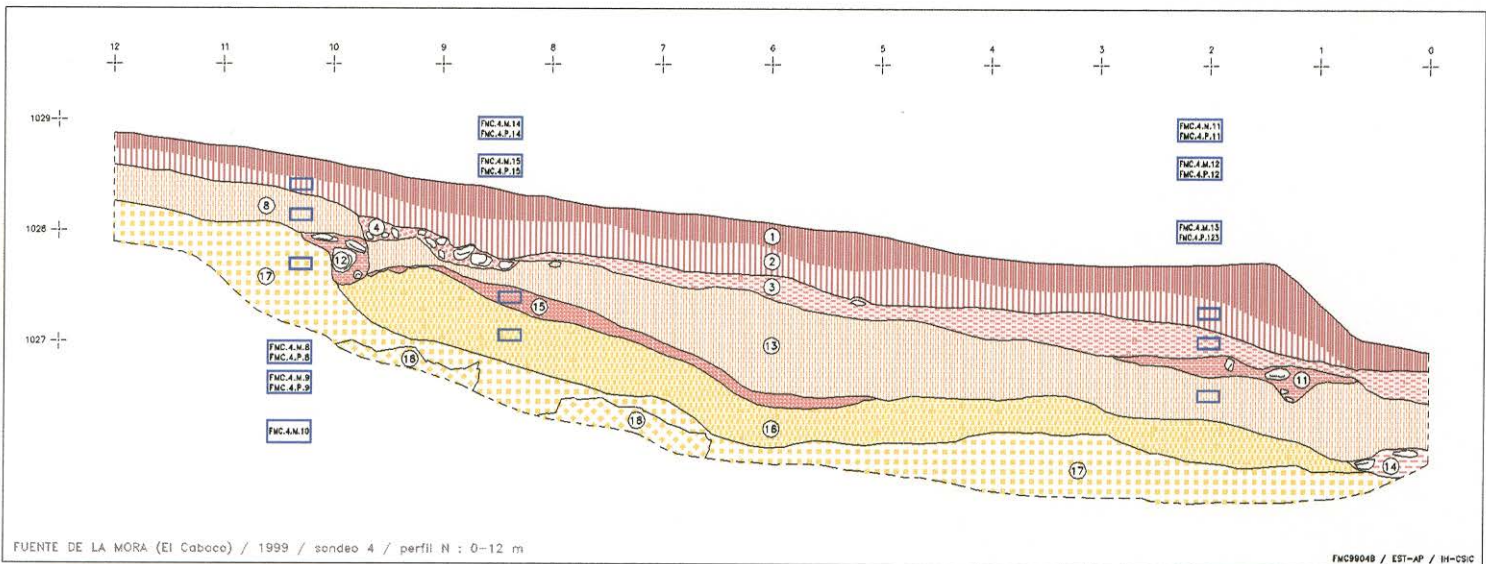 12 11 10 9 8 7 6 5 4 3 2 1 0
1029
1028
1027
FMC.4.M.14
FMC.4.P.14
FMC.4.M.15
FMC.4.P.15
FMC.4.M.11
FMC.4.P.11
FMC.4.M.12
FMC.4.P.12
FMC.4.M.13
FMC.4.P.123
8
4
12
17
1
2
3
15
13
11
18
18
16
17
14
FMC.4.M.8
FMC.4.P.8
FMC.4.M.9
FMC.4.P.9
FMC.4.M.10
FUENTE DE LA MORA (El Cabaco) / 1999 / sondeo 4 / perfil N : 0-12 m
FMC9904B / EST-AP / IH-CSIC